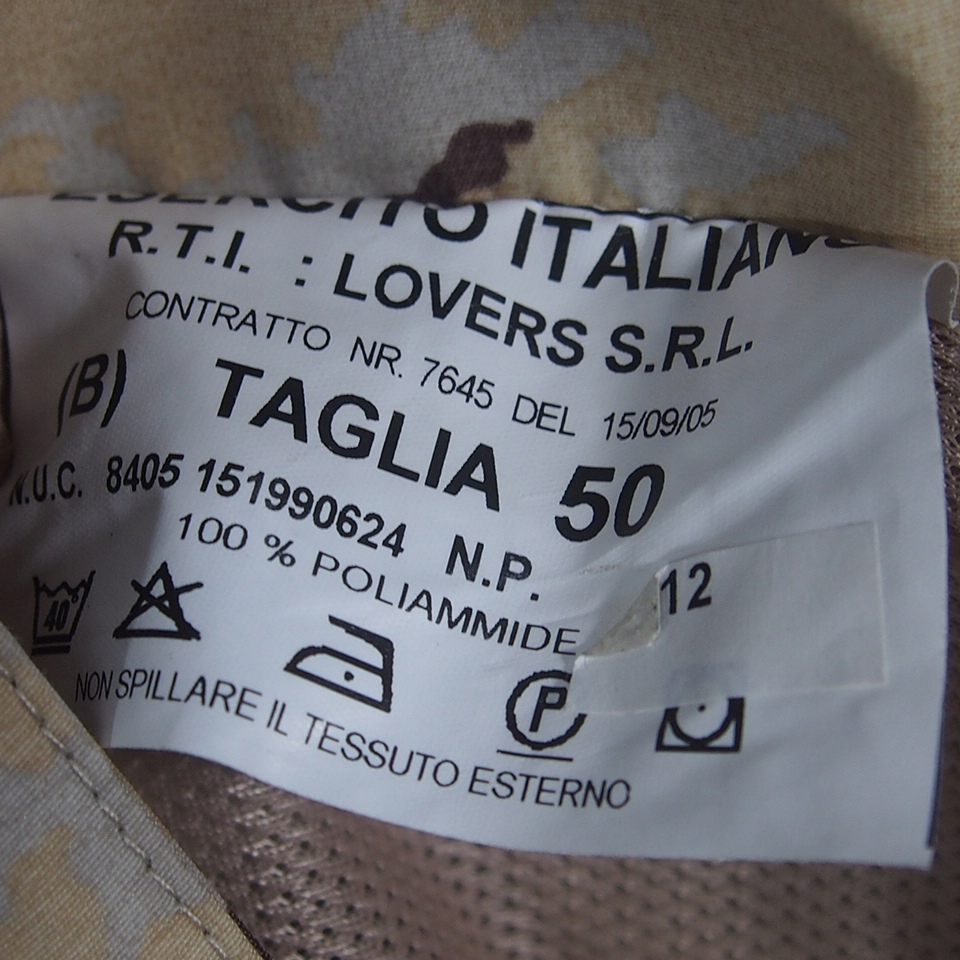 ESERCITO ITALIANO
R.T.I. : LOVERS S.R.L.
CONTRATTO NR. 7645 DEL 15/09/05
(B) TAGLIA 50
N.U.C. 8405 151990624 N.P.
12
100 % POLIAMMIDE
40°
P
NON SPILLARE IL TESSUTO ESTERNO